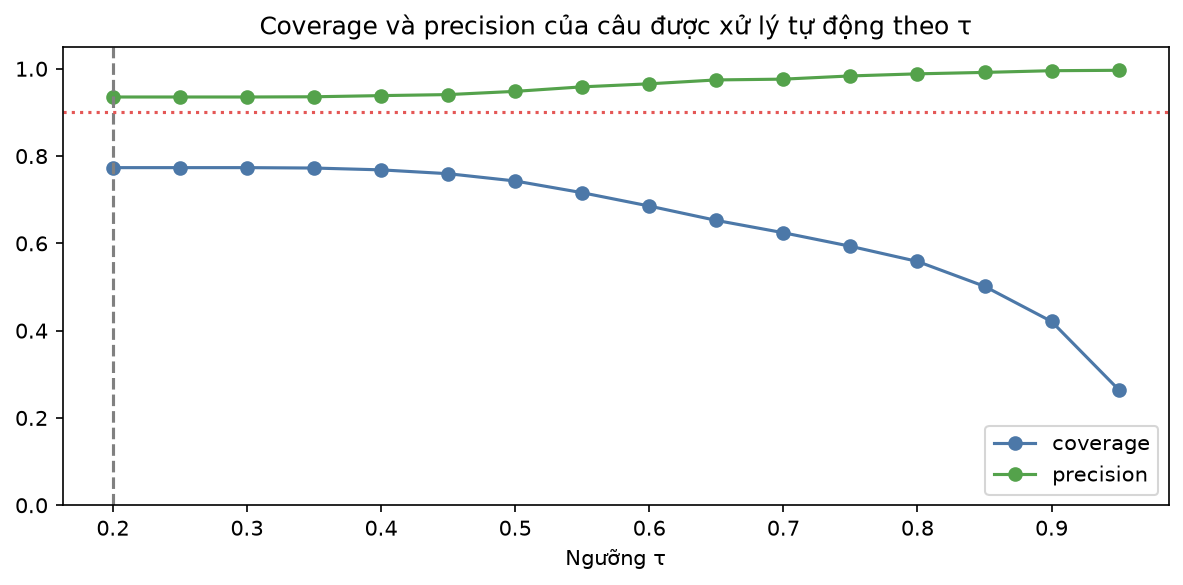 Coverage và precision của câu được xử lý tự động theo τ
1.0
0.8
0.6
0.4
0.2
0.0
coverage
precision
0.2 0.3 0.4 0.5 0.6 0.7 0.8 0.9
Ngưỡng τ